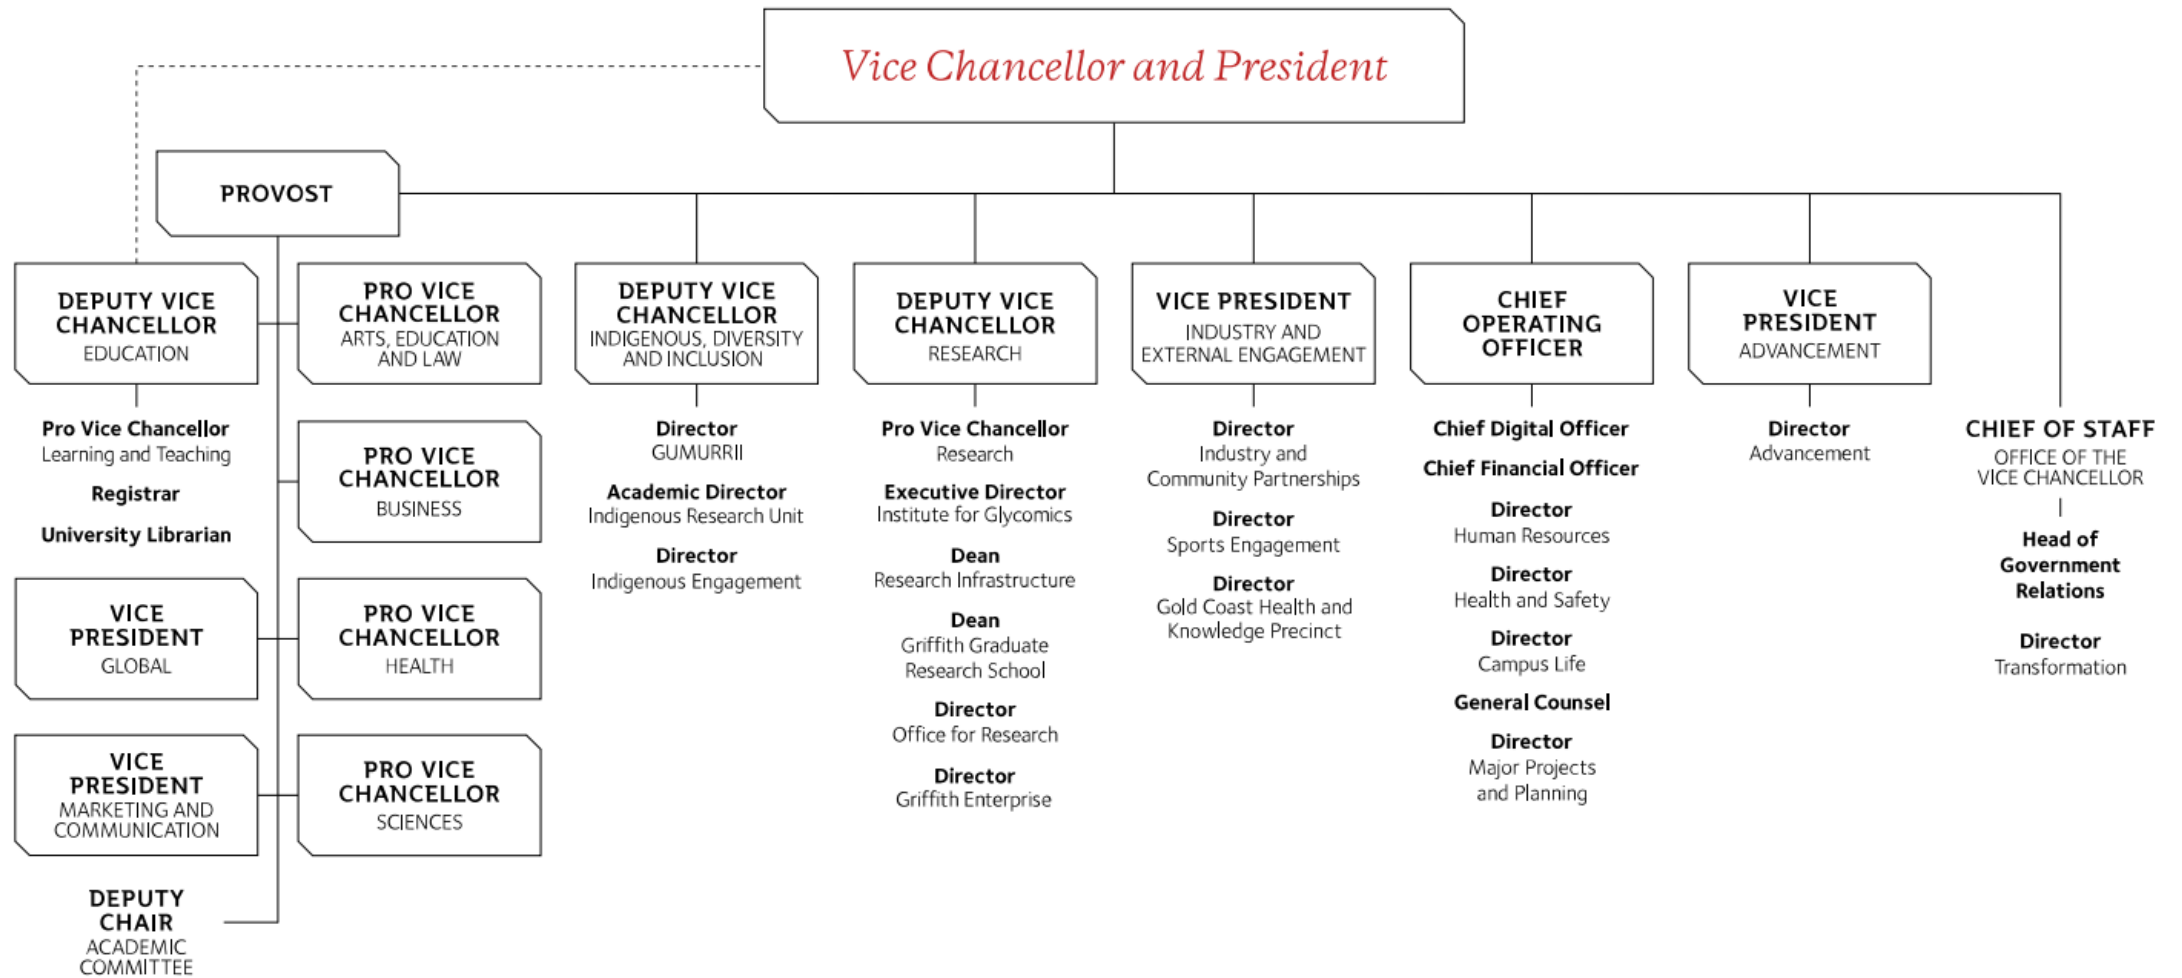 Vice Chancellor and President
PROVOST
DEPUTY VICE
CHANCELLOR
EDUCATION
Pro Vice Chancellor
Learning and Teaching
Registrar
University Librarian
PRO VICE
CHANCELLOR
ARTS, EDUCATION
AND LAW
PRO VICE
CHANCELLOR
BUSINESS
VICE
PRESIDENT
GLOBAL
PRO VICE
CHANCELLOR
HEALTH
VICE
PRESIDENT
MARKETING AND
COMMUNICATION
PRO VICE
CHANCELLOR
SCIENCES
DEPUTY
CHAIR
ACADEMIC
COMMITTEE
DEPUTY VICE
CHANCELLOR
INDIGENOUS, DIVERSITY
AND INCLUSION
Director
GUMURRII
Academic Director
Indigenous Research Unit
Director
Indigenous Engagement
DEPUTY VICE
CHANCELLOR
RESEARCH
Pro Vice Chancellor
Research
Executive Director
Institute for Glycomics
Dean
Research Infrastructure
Dean
Griffith Graduate
Research School
Director
Office for Research
Director
Griffith Enterprise
VICE PRESIDENT
INDUSTRY AND
EXTERNAL ENGAGEMENT
Director
Industry and
Community Partnerships
Director
Sports Engagement
Director
Gold Coast Health and
Knowledge Precinct
CHIEF
OPERATING
OFFICER
Chief Digital Officer
Chief Financial Officer
Director
Human Resources
Director
Health and Safety
Director
Campus Life
General Counsel
Director
Major Projects
and Planning
VICE
PRESIDENT
ADVANCEMENT
Director
Advancement
CHIEF OF STAFF
OFFICE OF THE
VICE CHANCELLOR
Head of
Government
Relations
Director
Transformation